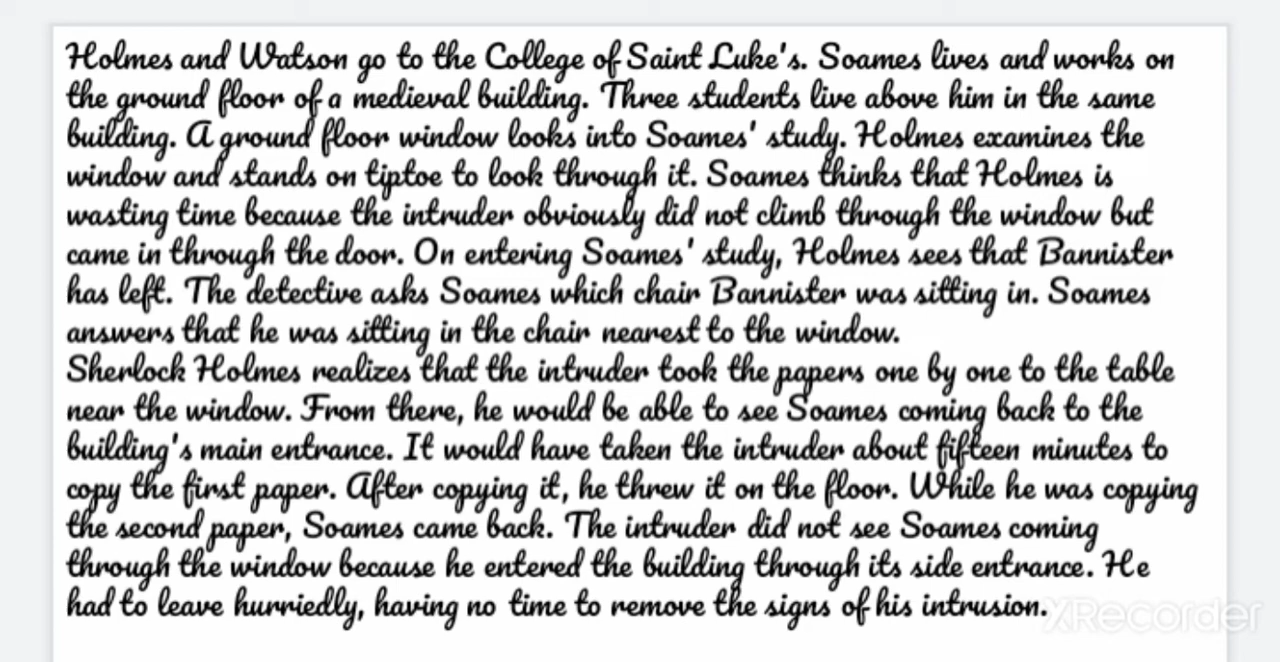 Holmes and Watson go to the College of Saint Luke's. Soames lives and works on
the ground floor of a medieval building. Three students live above him in the same
building. A ground floor window looks into Soames' study. Holmes examines the
window and stands on tiptoe to look through it. Soames thinks that Holmes is
wasting time because the intruder obviously did not climb through the window but
came in through the door. On entering Soames' study, Holmes sees that Bannister
has left. The detective asks Soames which chair Bannister was sitting in. Soames
answers that he was sitting in the chair nearest to the window.
Sherlock Holmes realizes that the intruder took the papers one by one to the table
near the window. From there, he would be able to see Soames coming back to the
building's main entrance. It would have taken the intruder about fifteen minutes to
copy the first paper. After copying it, he threw it on the floor. While he was copying
the second paper, Soames came back. The intruder did not see Soames coming
through the window because he entered the building through its side entrance. He
had to leave hurriedly, having no time to remove the signs of his intrusion.
XRecorder